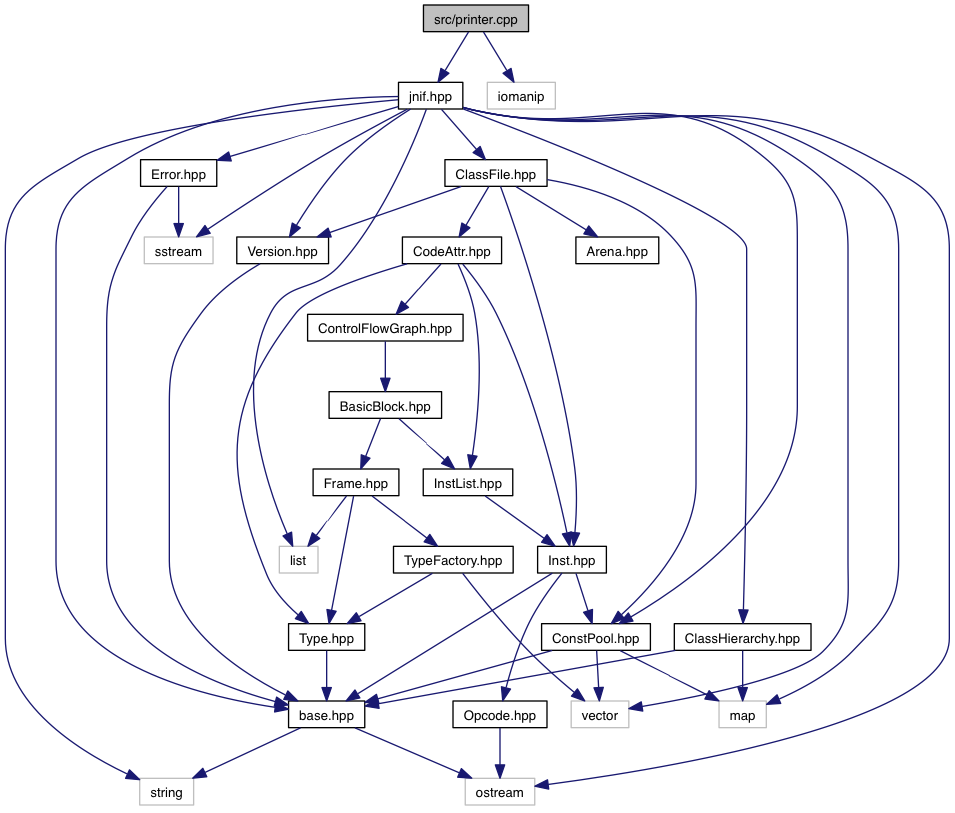 src/printer.cpp
jnif.hpp
iomanip
Error.hpp
ClassFile.hpp
sstream
Version.hpp
CodeAttr.hpp
Arena.hpp
ControlFlowGraph.hpp
BasicBlock.hpp
Frame.hpp
InstList.hpp
list
TypeFactory.hpp
Inst.hpp
Type.hpp
ConstPool.hpp
ClassHierarchy.hpp
base.hpp
Opcode.hpp
vector
map
string
ostream